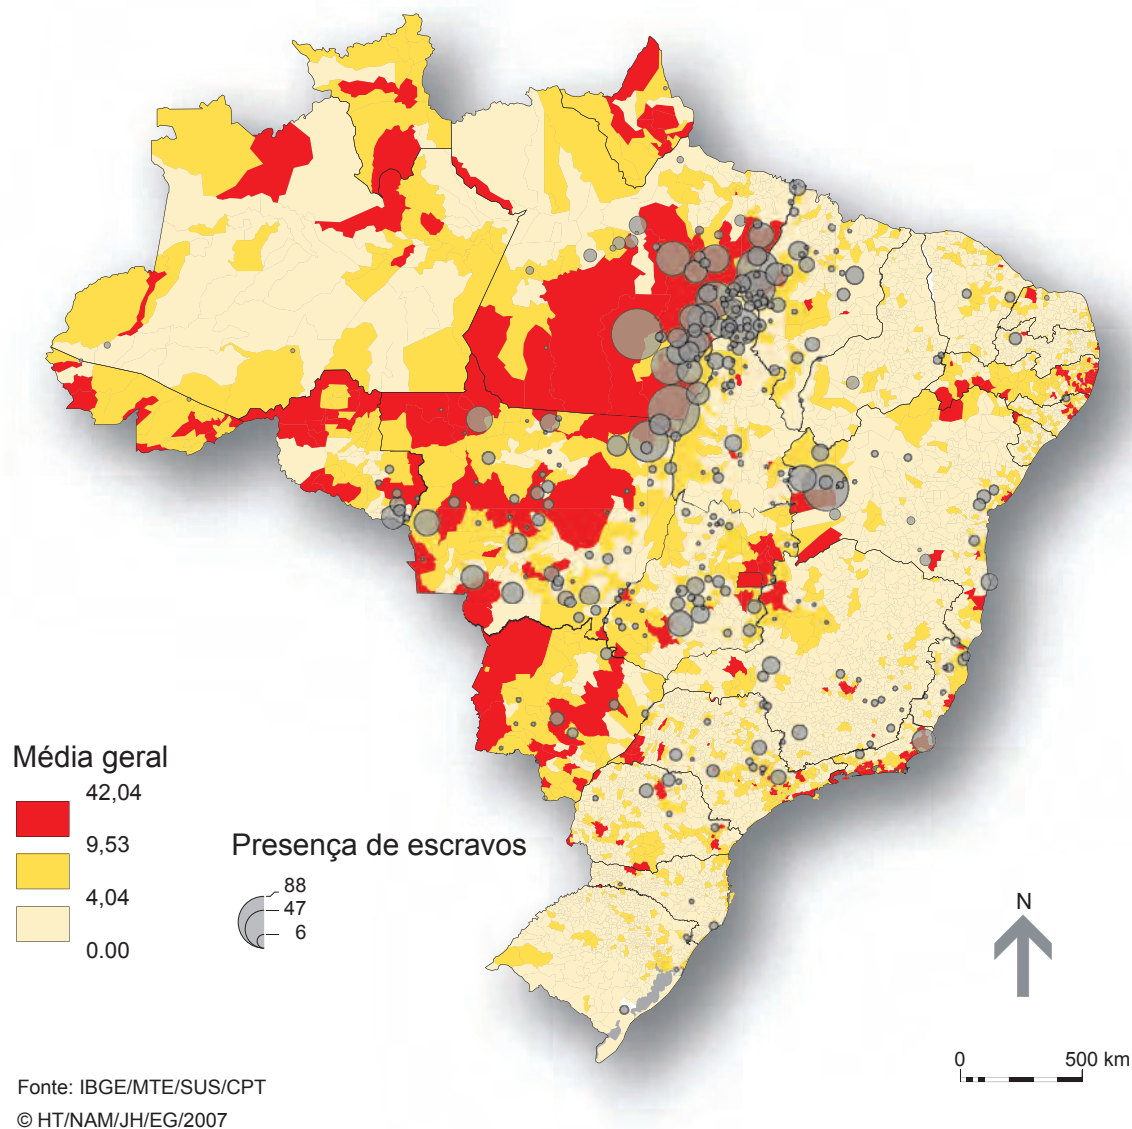 Média geral
42,04
9,53
4,04
0.00
Presença de escravos
88
47
6
N
0 500 km
Fonte: IBGE/MTE/SUS/CPT
© HT/NAM/JH/EG/2007